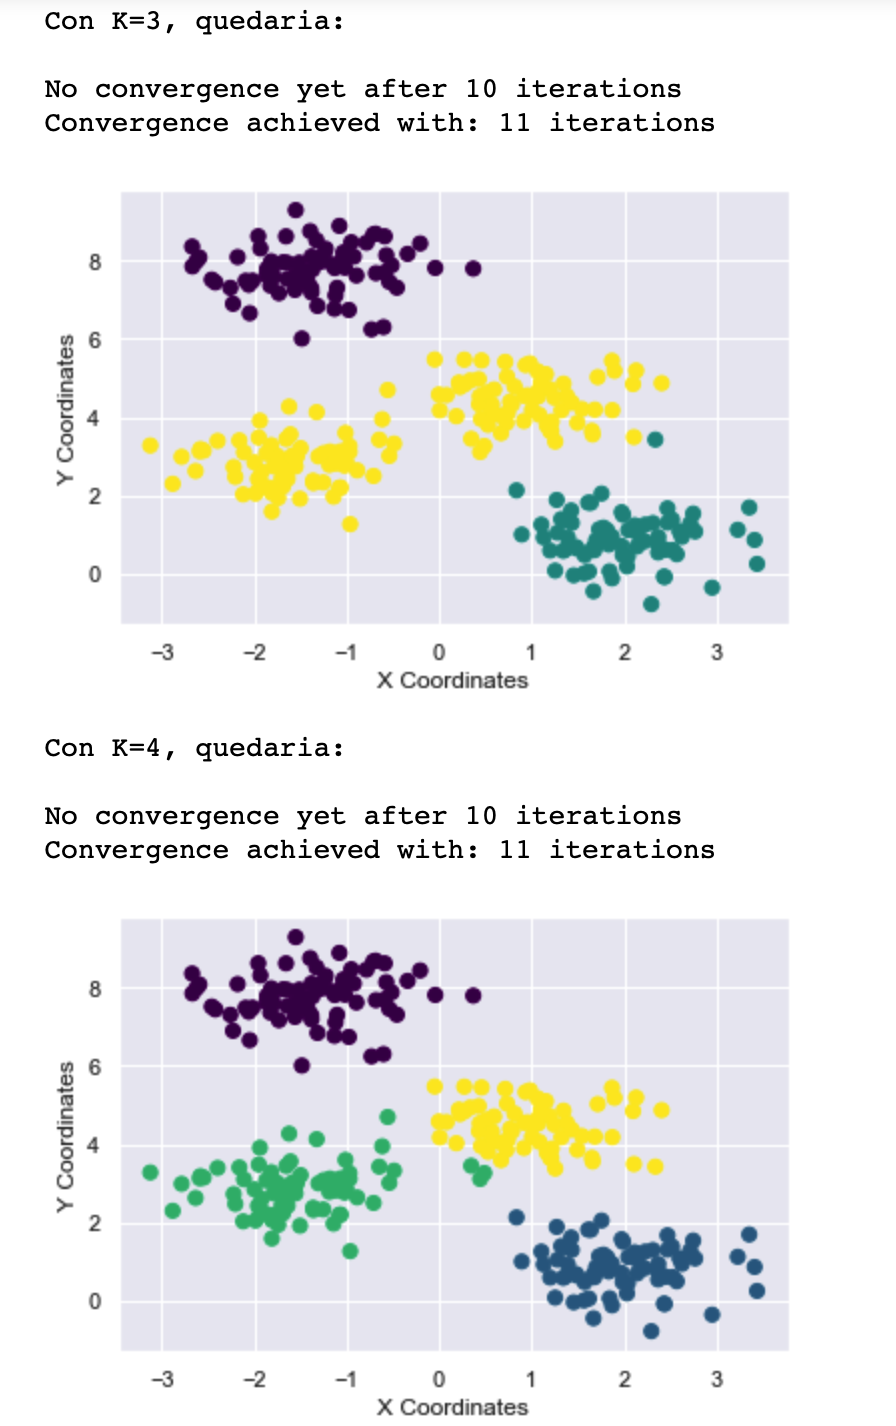 Con K=3, quedaria:
No convergence yet after 10 iterations
Convergence achieved with: 11 iterations
8
6
4
2
0
Y Coordinates
−3 −2 −1 0 1 2 3
X Coordinates
Con K=4, quedaria:
No convergence yet after 10 iterations
Convergence achieved with: 11 iterations
8
6
4
2
0
Y Coordinates
−3 −2 −1 0 1 2 3
X Coordinates